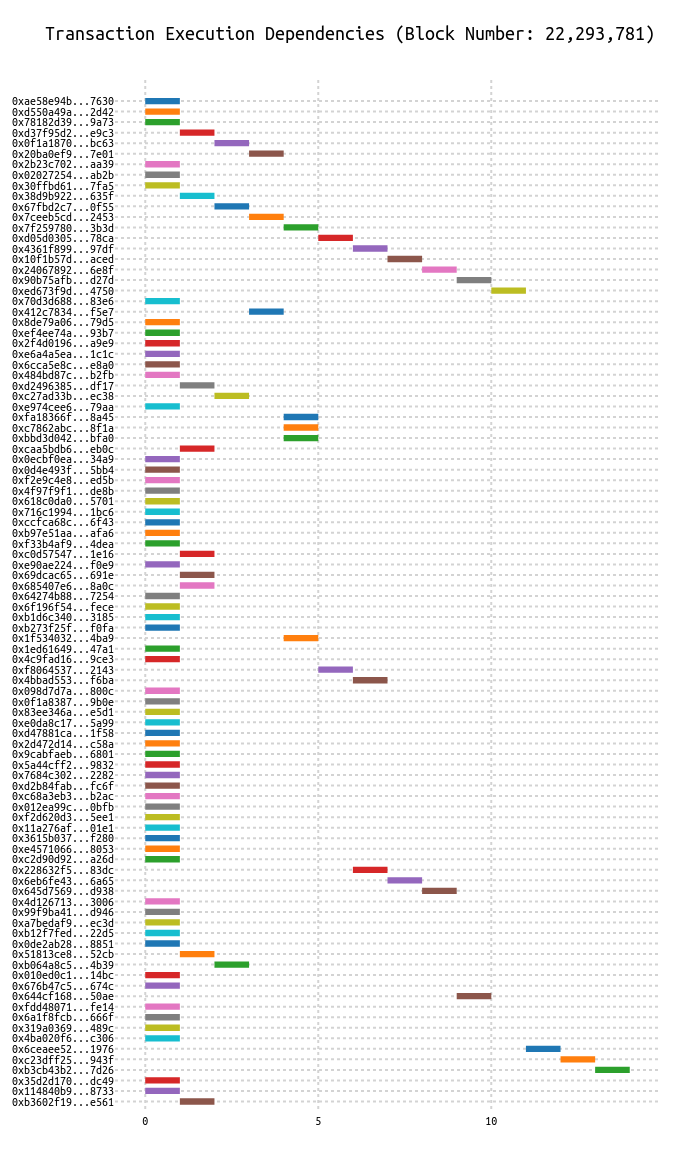 Transaction Execution Dependencies (Block Number: 22,293,781)
0xae58e94b...7630
0xd550a49a...2d42
0x78182d39...9a73
0xd37f95d2...e9c3
0x0f1a1870...bc63
0x20ba0ef9...7e01
0x2b23c702...aa39
0x02027254...ab2b
0x30ffbd61...7fa5
0x38d9b922...635f
0x67fbd2c7...0f55
0x7ceeb5cd...2453
0x7f259780...3b3d
0xd05d0305...78ca
0x4361f899...97df
0x10f1b57d...aced
0x24067892...6e8f
0x90b75afb...d27d
0xed673f9d...4750
0x70d3d688...83e6
0x412c7834...f5e7
0x8de79a06...79d5
0xef4ee74a...93b7
0x2f4d0196...a9e9
0xe6a4a5ea...1c1c
0x6cca5e8c...e8a0
0x484bd87c...b2fb
0xd2496385...df17
0xc27ad33b...ec38
0xe974cee6...79aa
0xfa18366f...8a45
0xc7862abc...8f1a
0xbbd3d042...bfa0
0xcaa5bdb6...eb0c
0x0ecbf0ea...34a9
0x0d4e493f...5bb4
0xf2e9c4e8...ed5b
0x4f97f9f1...de8b
0x618c0da0...5701
0x716c1994...1bc6
0xccfca68c...6f43
0xb97e51aa...afa6
0xf33b4af9...4dea
0xc0d57547...1e16
0xe90ae224...f0e9
0x69dcac65...691e
0x685407e6...8a0c
0x64274b88...7254
0x6f196f54...fece
0xb1d6c340...3185
0xb273f25f...f0fa
0x1f534032...4ba9
0x1ed61649...47a1
0x4c9fad16...9ce3
0xf8064537...2143
0x4bbad553...f6ba
0x098d7d7a...800c
0x0f1a8387...9b0e
0x83ee346a...e5d1
0xe0da8c17...5a99
0xd47881ca...1f58
0x2d472d14...c58a
0x9cabfaeb...6801
0x5a44cff2...9832
0x7684c302...2282
0xd2b84fab...fc6f
0xc68a3eb3...b2ac
0x012ea99c...0bfb
0xf2d620d3...5ee1
0x11a276af...01e1
0x3615b037...f280
0xe4571066...8053
0xc2d90d92...a26d
0x228632f5...83dc
0x6eb6fe43...6a65
0x645d7569...d938
0x4d126713...3006
0x99f9ba41...d946
0xa7bedaf9...ec3d
0xb12f7fed...22d5
0x0de2ab28...8851
0x51813ce8...52cb
0xb064a8c5...4b39
0x010ed0c1...14bc
0x676b47c5...674c
0x644cf168...50ae
0xfdd48071...fe14
0x6a1f8fcb...666f
0x319a0369...489c
0x4ba020f6...c306
0x6ceaee52...1976
0xc23dff25...943f
0xb3cb43b2...7d26
0x35d2d170...dc49
0x114840b9...8733
0xb3602f19...e561
0 5 10